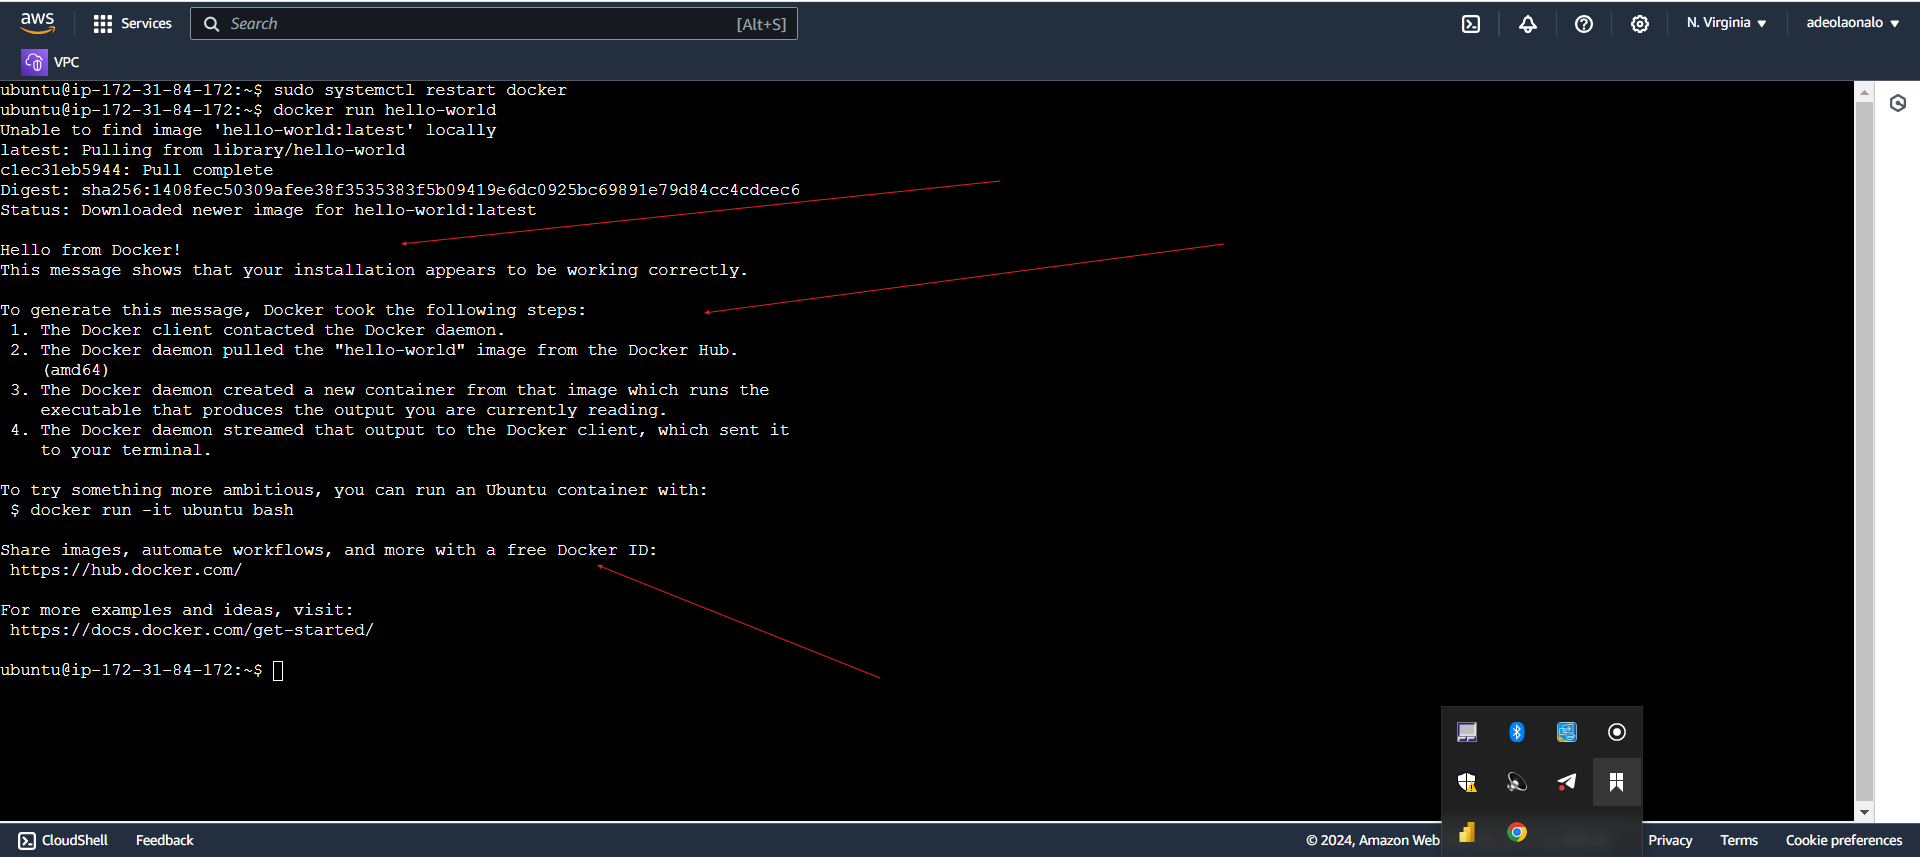 aws
Services
Search
[Alt+S]
N. Virginia
adeolaonalo
VPC
ubuntu@ip-172-31-84-172:~$ sudo systemctl restart docker
ubuntu@ip-172-31-84-172:~$ docker run hello-world
Unable to find image 'hello-world:latest' locally
latest: Pulling from library/hello-world
c1ec31eb5944: Pull complete
Digest: sha256:1408fec50309afee38f3535383f5b09419e6dc0925bc69891e79d84cc4cdcec6
Status: Downloaded newer image for hello-world:latest
Hello from Docker!
This message shows that your installation appears to be working correctly.
To generate this message, Docker took the following steps:
1. The Docker client contacted the Docker daemon.
2. The Docker daemon pulled the "hello-world" image from the Docker Hub.
(amd64)
3. The Docker daemon created a new container from that image which runs the
executable that produces the output you are currently reading.
4. The Docker daemon streamed that output to the Docker client, which sent it
to your terminal.
To try something more ambitious, you can run an Ubuntu container with:
$ docker run -it ubuntu bash
Share images, automate workflows, and more with a free Docker ID:
https://hub.docker.com/
For more examples and ideas, visit:
https://docs.docker.com/get-started/
ubuntu@ip-172-31-84-172:~$
CloudShell
Feedback
© 2024, Amazon Web
Privacy
Terms
Cookie preferences